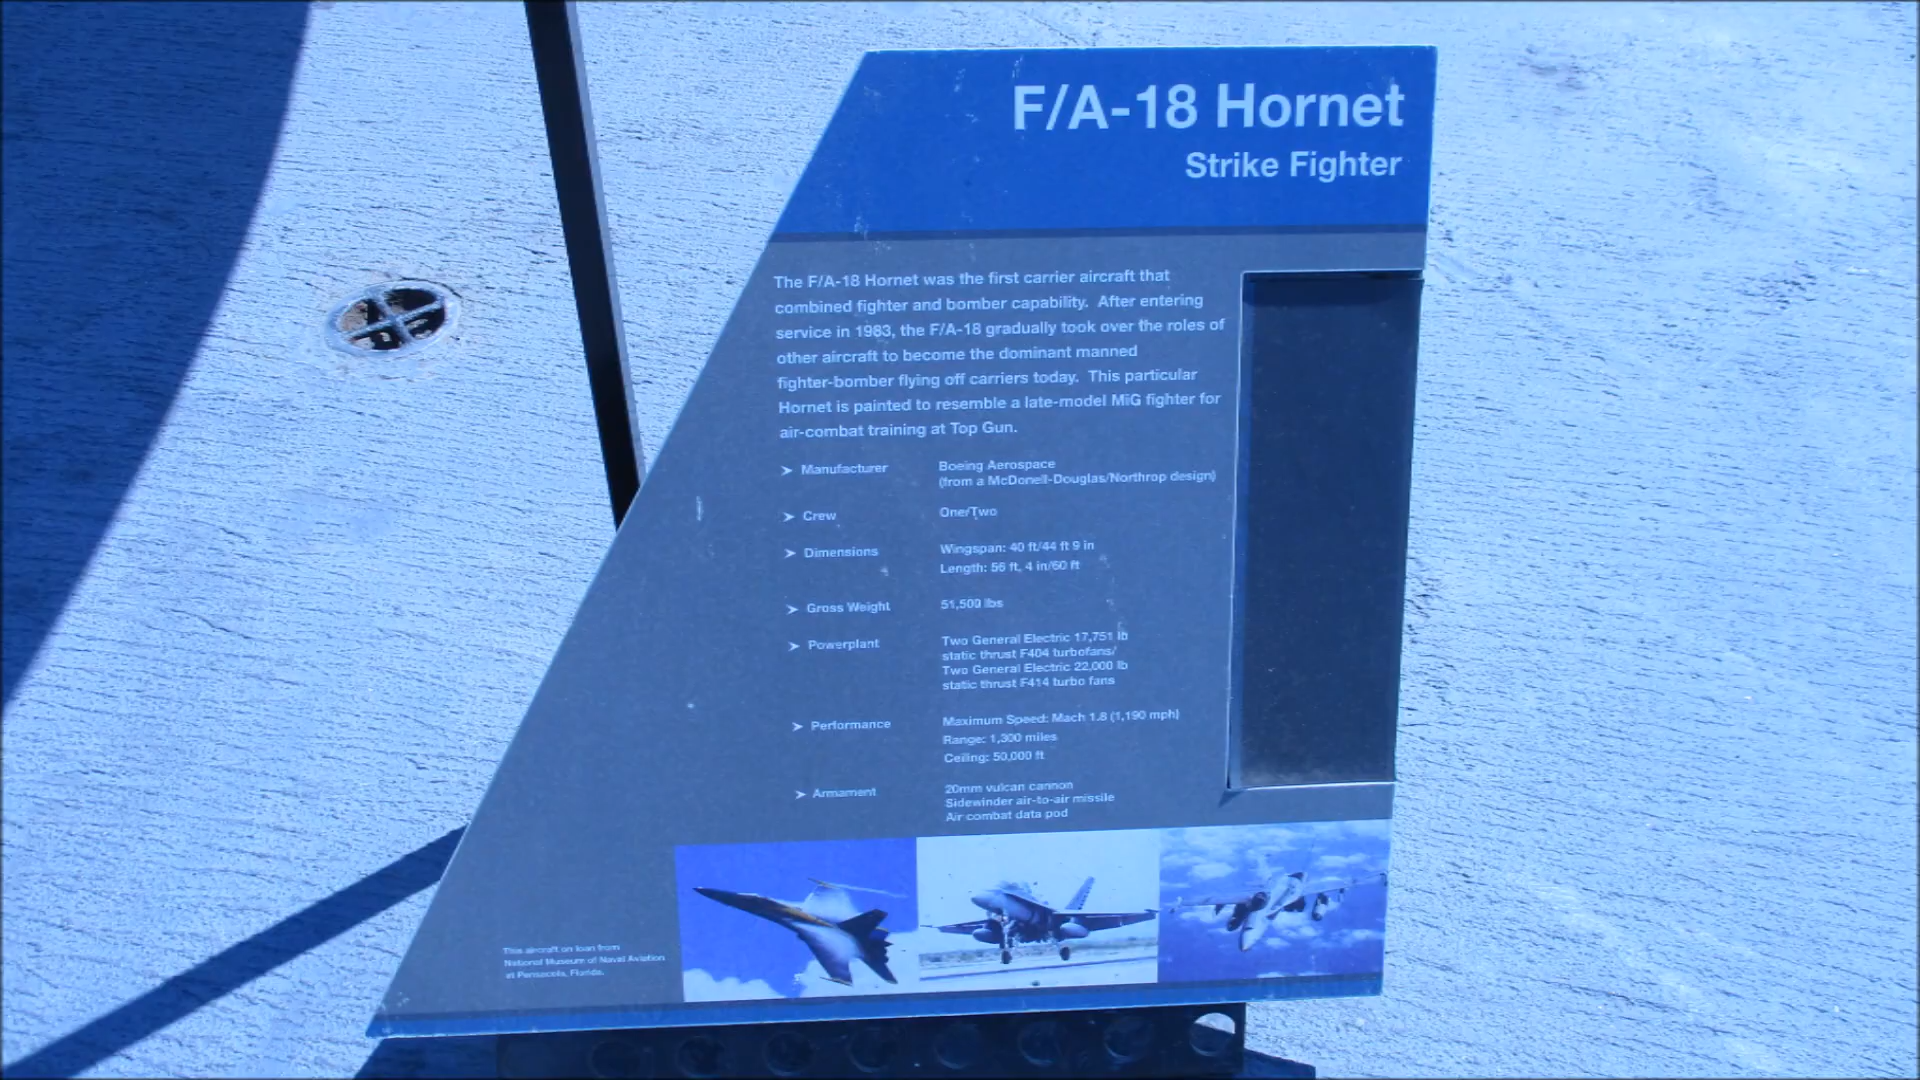 F/A-18 Hornet
Strike Fighter
The F/A-18 Hornet was the first carrier aircraft that
combined fighter and bomber capability. After entering
service in 1983, the F/A-18 gradually took over the roles of
other aircraft to become the dominant manned
fighter-bomber flying off carriers today. This particular
Hornet is painted to resemble a late-model MiG fighter for
air-combat training at Top Gun.
➤ Manufacturer Boeing Aerospace
(from a McDonell-Douglas/Northrop design)
➤ Crew One/Two
➤ Dimensions Wingspan: 40 ft/44 ft 9 in
Length: 56 ft, 4 in/60 ft
➤ Gross Weight 51,500 lbs
➤ Powerplant Two General Electric 17,751 lb
static thrust F404 turbofans/
Two General Electric 22,000 lb
static thrust F414 turbo fans
➤ Performance Maximum Speed: Mach 1.8 (1,190 mph)
Range: 1,300 miles
Ceiling: 50,000 ft
➤ Armament 20mm vulcan cannon
Sidewinder air-to-air missile
Air combat data pod
This aircraft on loan from
National Museum of Naval Aviation
at Pensacola, Florida.